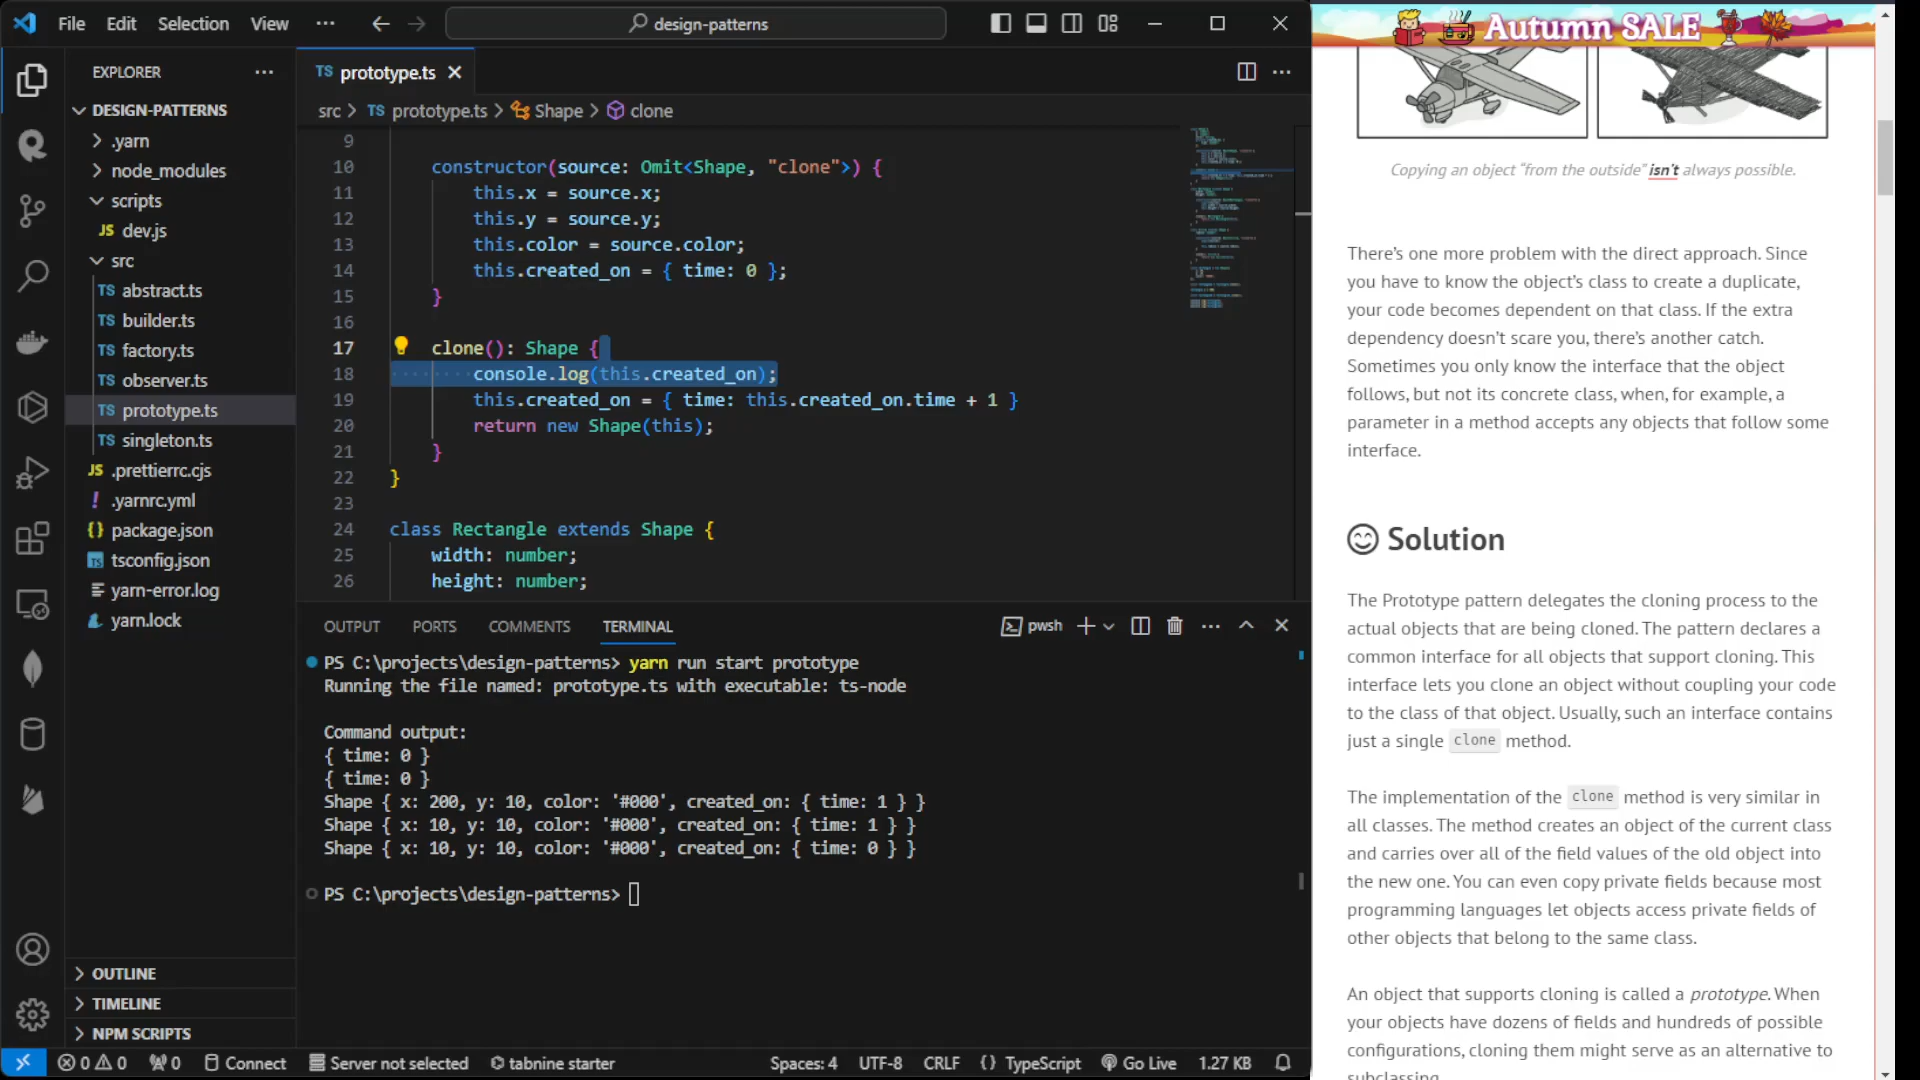 File Edit Selection View ··· design-patterns
EXPLORER ···
DESIGN-PATTERNS
.yarn
node_modules
scripts
JS dev.js
src
TS abstract.ts
TS builder.ts
TS factory.ts
TS observer.ts
TS prototype.ts
TS singleton.ts
JS .prettierrc.cjs
! .yarnrc.yml
{} package.json
TS tsconfig.json
yarn-error.log
yarn.lock
OUTLINE
TIMELINE
NPM SCRIPTS
TS prototype.ts
src > TS prototype.ts > Shape > clone
9
10 constructor(source: Omit<Shape, "clone">) {
11 this.x = source.x;
12 this.y = source.y;
13 this.color = source.color;
14 this.created_on = { time: 0 };
15 }
16
17 clone(): Shape {
18 console.log(this.created_on);
19 this.created_on = { time: this.created_on.time + 1 }
20 return new Shape(this);
21 }
22 }
23
24 class Rectangle extends Shape {
25 width: number;
26 height: number;
OUTPUT PORTS COMMENTS TERMINAL pwsh
PS C:\projects\design-patterns> yarn run start prototype
Running the file named: prototype.ts with executable: ts-node
Command output:
{ time: 0 }
{ time: 0 }
Shape { x: 200, y: 10, color: '#000', created_on: { time: 1 } }
Shape { x: 10, y: 10, color: '#000', created_on: { time: 1 } }
Shape { x: 10, y: 10, color: '#000', created_on: { time: 0 } }
PS C:\projects\design-patterns>
0 0 0 Connect Server not selected tabnine starter Spaces: 4 UTF-8 CRLF {} TypeScript Go Live 1.27 KB
Autumn SALE
Copying an object “from the outside” isn’t always possible.
There’s one more problem with the direct approach. Since
you have to know the object’s class to create a duplicate,
your code becomes dependent on that class. If the extra
dependency doesn’t scare you, there’s another catch.
Sometimes you only know the interface that the object
follows, but not its concrete class, when, for example, a
parameter in a method accepts any objects that follow some
interface.
Solution
The Prototype pattern delegates the cloning process to the
actual objects that are being cloned. The pattern declares a
common interface for all objects that support cloning. This
interface lets you clone an object without coupling your code
to the class of that object. Usually, such an interface contains
just a single clone method.
The implementation of the clone method is very similar in
all classes. The method creates an object of the current class
and carries over all of the field values of the old object into
the new one. You can even copy private fields because most
programming languages let objects access private fields of
other objects that belong to the same class.
An object that supports cloning is called a prototype. When
your objects have dozens of fields and hundreds of possible
configurations, cloning them might serve as an alternative to
subclassing.